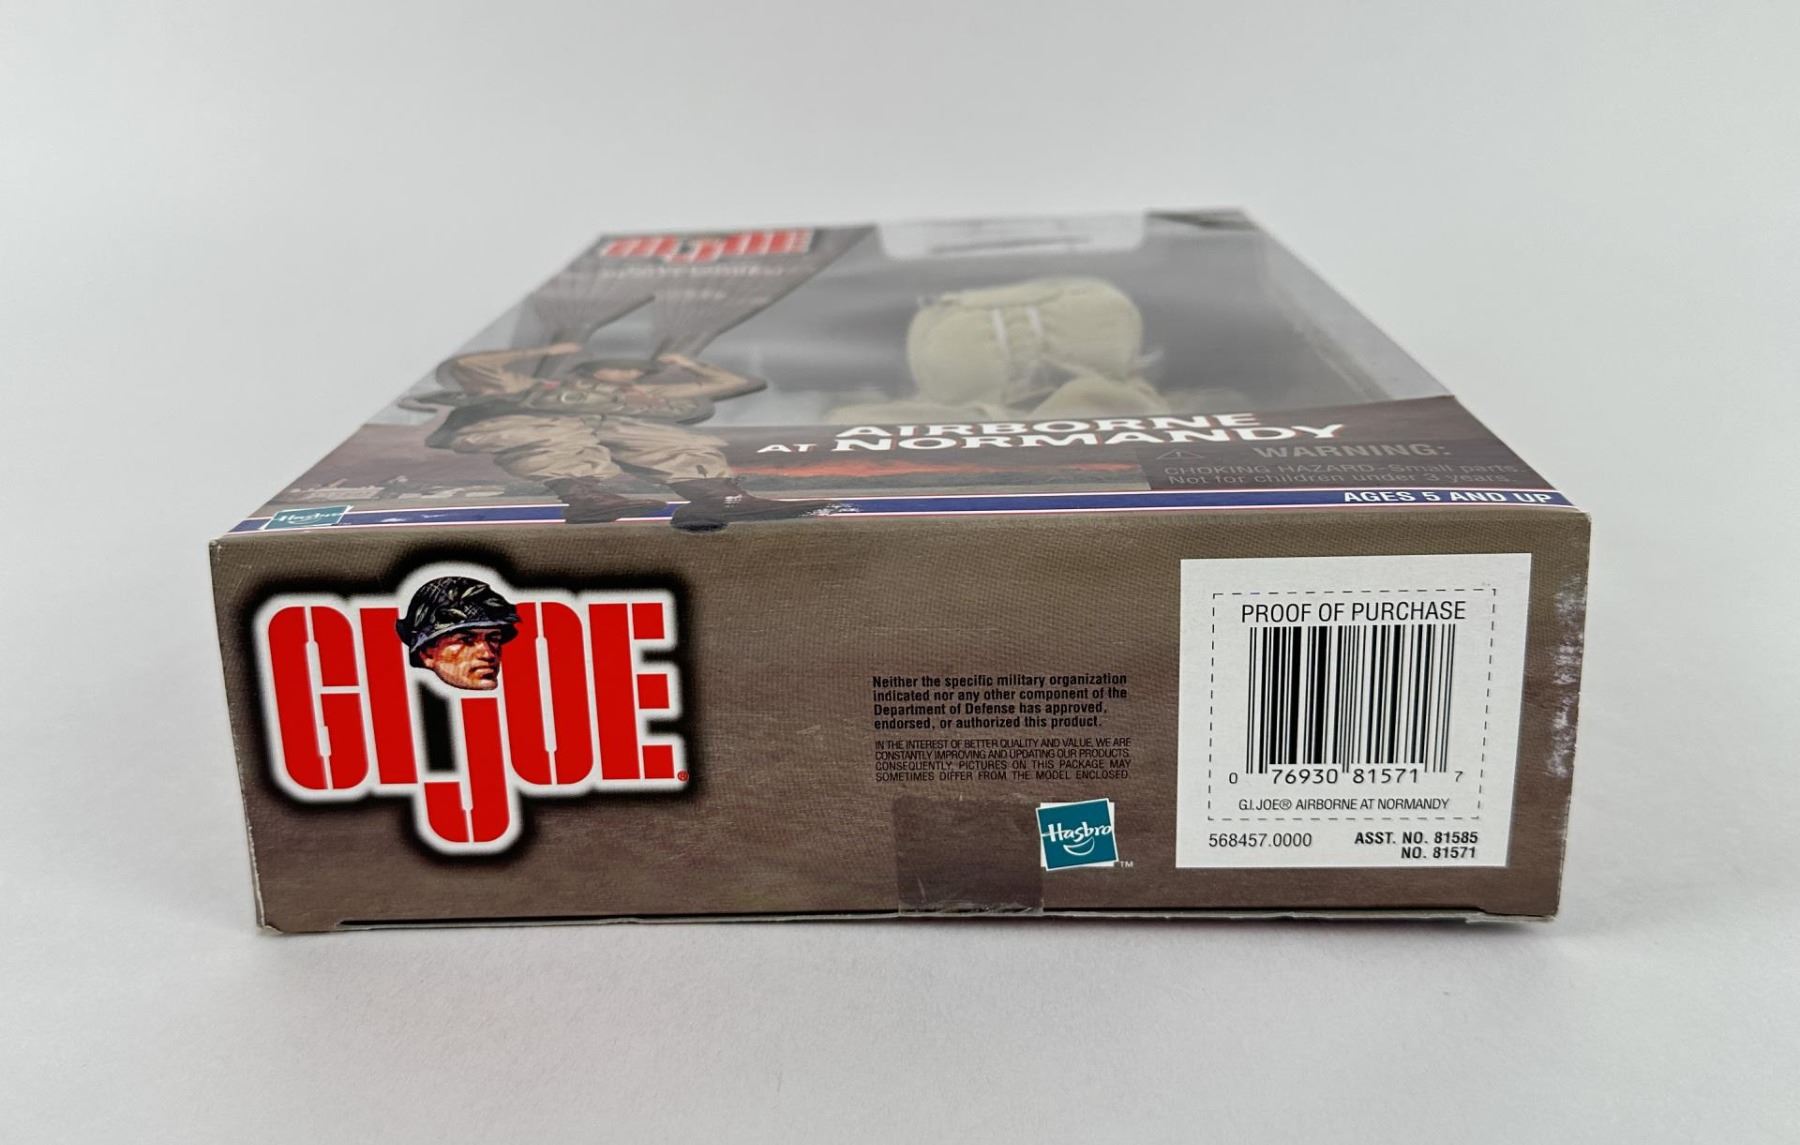 GI JOE
AIRBORNE
AT NORMANDY
WARNING:
CHOKING HAZARD-Small parts
Not for children under 3 years.
AGES 5 AND UP
Hasbro
GI JOE®
Neither the specific military organization
indicated nor any other component of the
Department of Defense has approved,
endorsed, or authorized this product.
IN THE INTEREST OF BETTER QUALITY AND VALUE, WE ARE
CONSTANTLY IMPROVING AND UPDATING OUR PRODUCTS.
CONSEQUENTLY, PICTURES ON THIS PACKAGE MAY
SOMETIMES DIFFER FROM THE MODEL ENCLOSED.
Hasbro
TM
PROOF OF PURCHASE
0 76930 81571 7
G.I. JOE® AIRBORNE AT NORMANDY
568457.0000 ASST. NO. 81585
NO. 81571